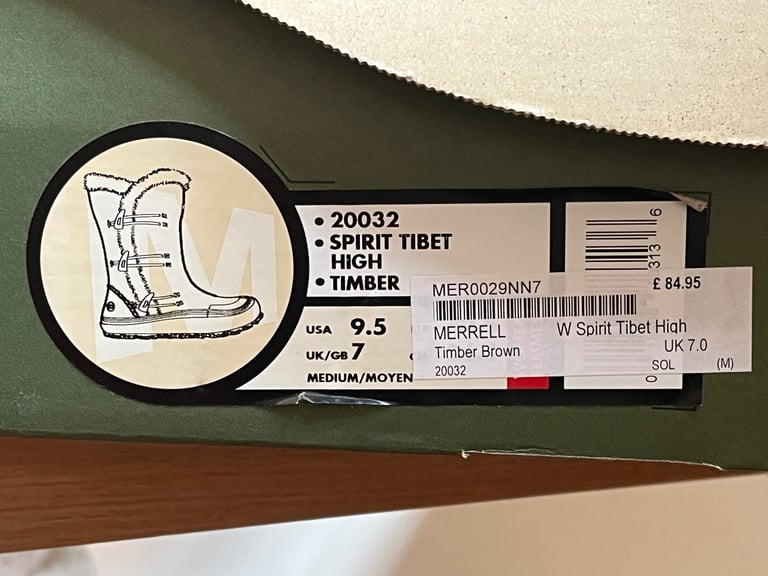 M
• 20032
• SPIRIT TIBET
HIGH
• TIMBER
USA 9.5
UK/GB 7
MEDIUM/MOYEN
313 6
MER0029NN7 £ 84.95
MERRELL W Spirit Tibet High
Timber Brown UK 7.0
20032 SOL (M)
0